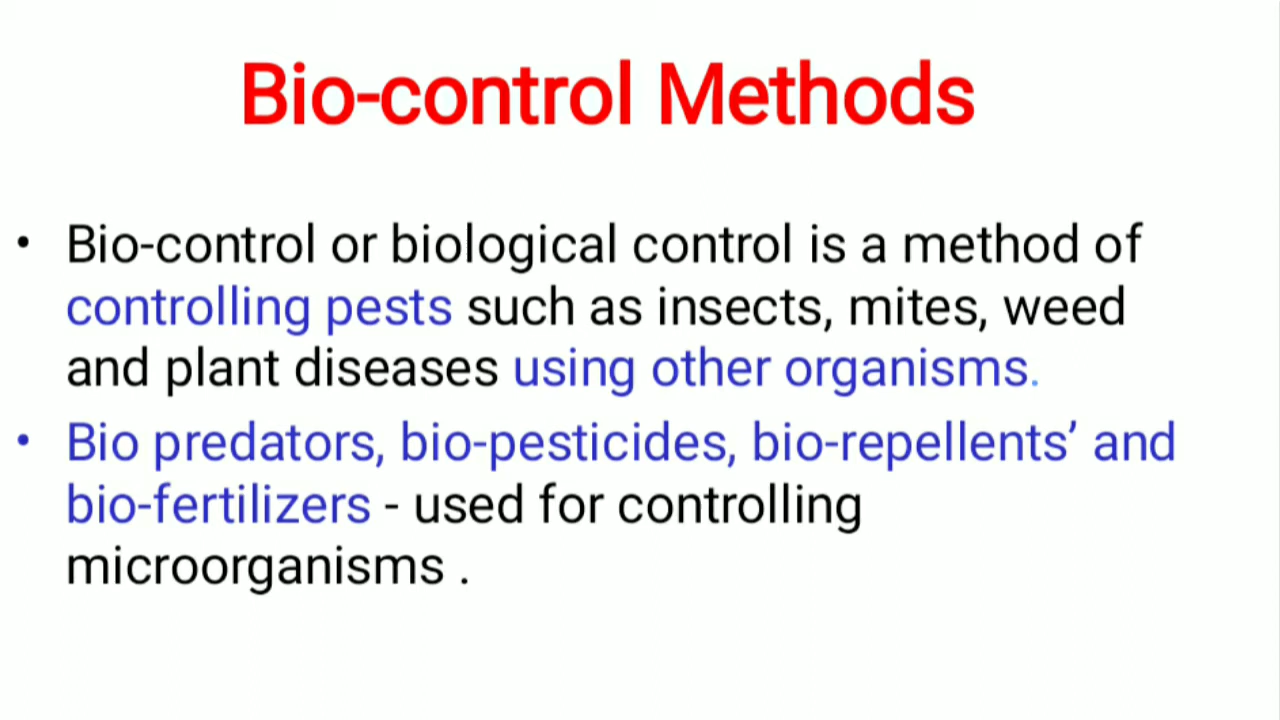 Bio-control Methods
• Bio-control or biological control is a method of
controlling pests such as insects, mites, weed
and plant diseases using other organisms.
• Bio predators, bio-pesticides, bio-repellents’ and
bio-fertilizers - used for controlling
microorganisms .